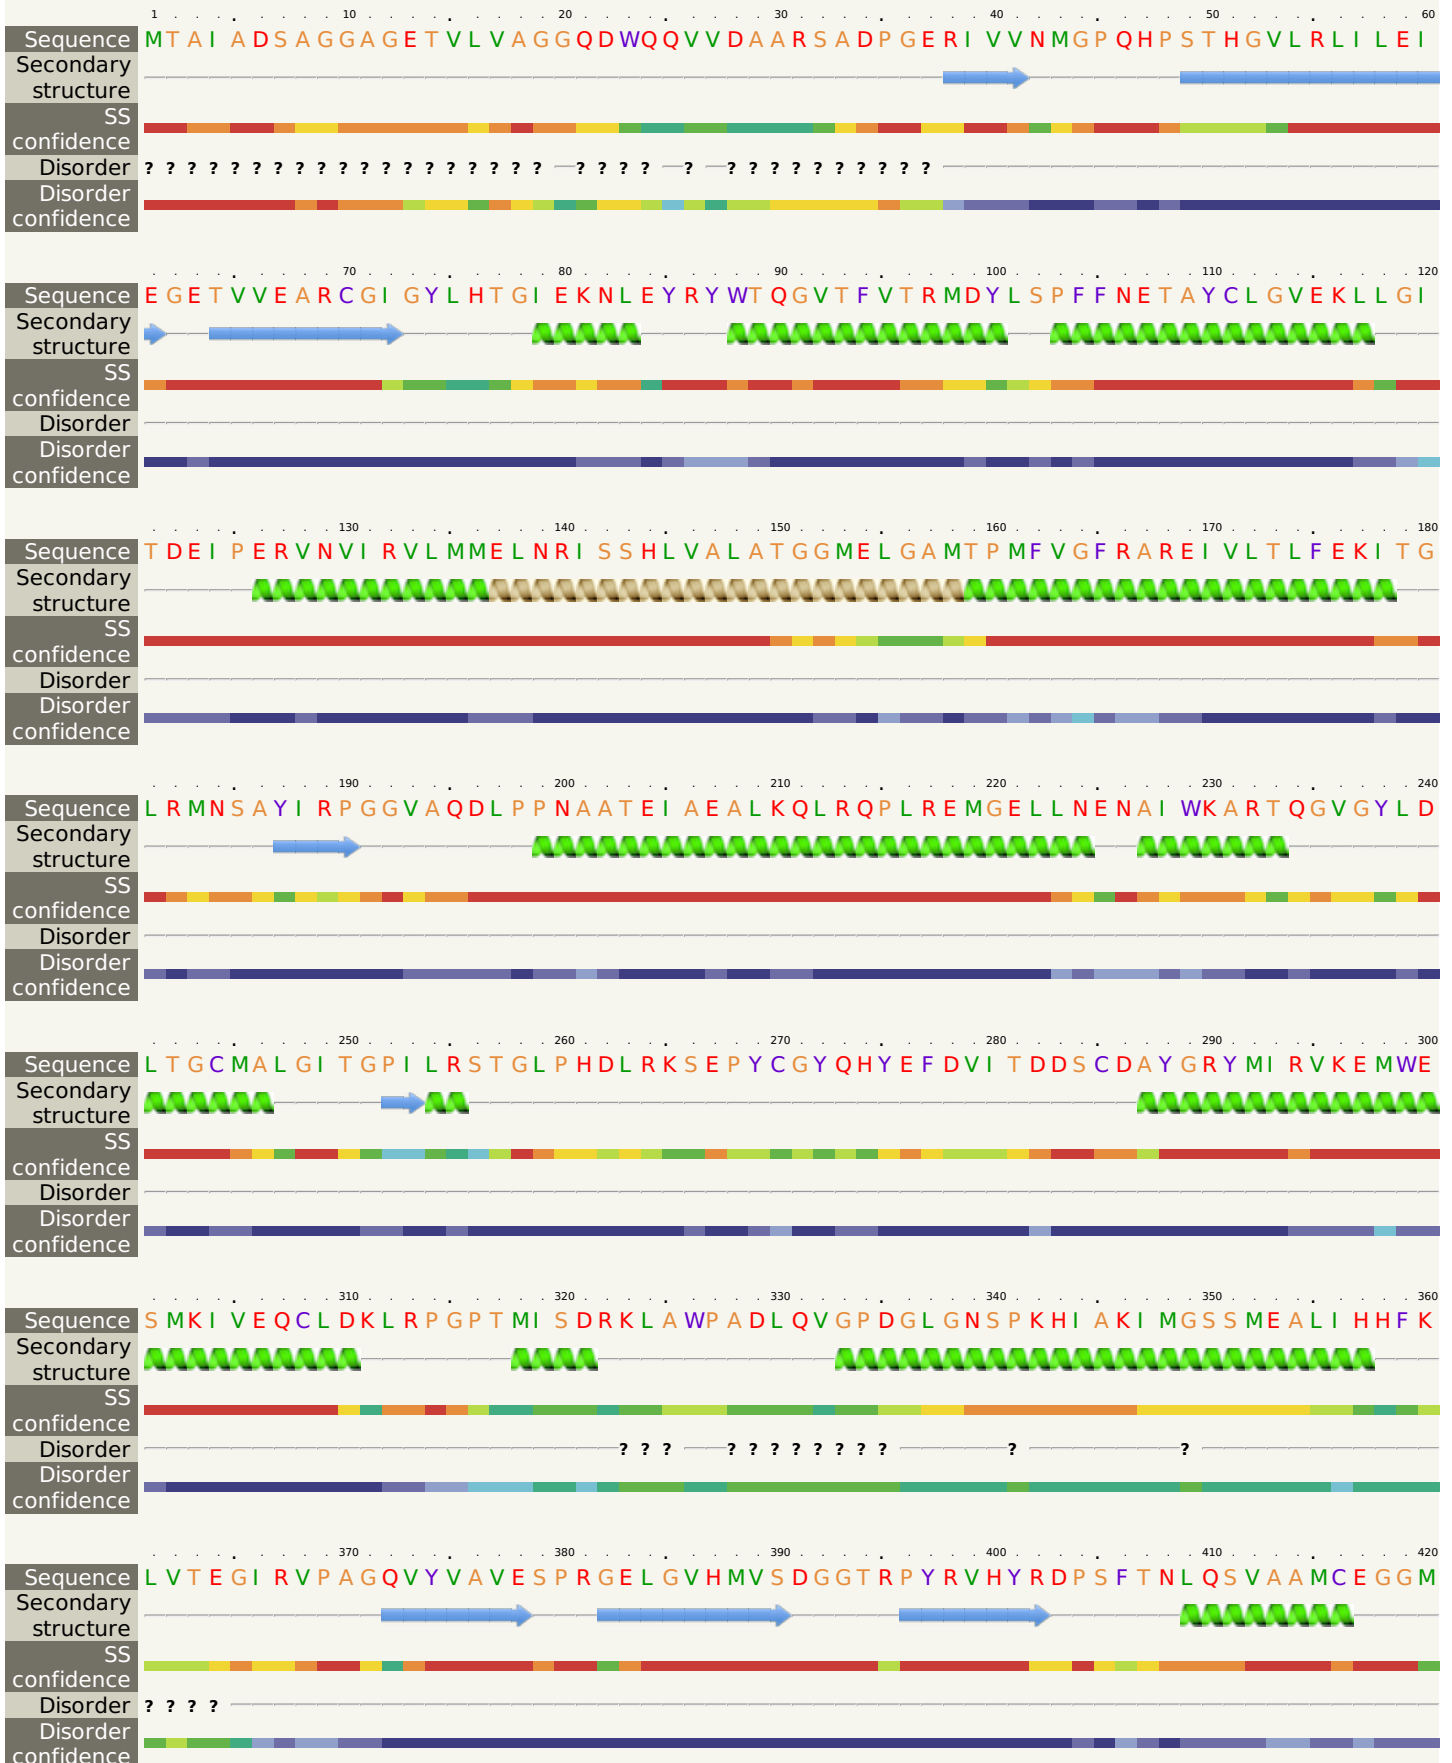 1 10 20 30 40 50 60
Sequence MTAIADSAGGAGETVLVAGGQDWQQVVDAARSADPGERIVVNMGPQHPSTHGVLRLILEI
Secondary
structure
SS
confidence
Disorder ? ? ? ? ? ? ? ? ? ? ? ? ? ? ? ? ? ? ? ? ? ? ? ? ? ? ? ? ? ? ? ? ? ?
Disorder
confidence
70 80 90 100 110 120
Sequence EGETVVEARCGIGYLHTGIEKNLEYRYWTQGVTFVTRMDYLSPFFNETAYCLGVEKLLGI
Secondary
structure
SS
confidence
Disorder
Disorder
confidence
130 140 150 160 170 180
Sequence TDEIPERVNVIRVLMMELNRISSHLVALATGGMELGAMTPMFVGFRAREIVLTLFEKITG
Secondary
structure
SS
confidence
Disorder
Disorder
confidence
190 200 210 220 230 240
Sequence LRMNSAYIRPGGVAQDLPPNAATEIAEALKQLRQPLREMGELLNENAIWKARTQGVGYLD
Secondary
structure
SS
confidence
Disorder
Disorder
confidence
250 260 270 280 290 300
Sequence LTGCMALGITGPILRSTGLPHDLRKSEPYCGYQHYEFDVITDDSCDAYGRYMIRVKEMWE
Secondary
structure
SS
confidence
Disorder
Disorder
confidence
310 320 330 340 350 360
Sequence SMKIVEQCLDKLRPGPTMISDRKLAWPADLQVGPDGLGNSPKHIAKIMGSSMEALIHHFK
Secondary
structure
SS
confidence
Disorder ? ? ? ? ? ? ? ? ? ? ? ? ?
Disorder
confidence
370 380 390 400 410 420
Sequence LVTEGIRVPAGQVYVAVESPRGELGVHMVSDGGTRPYRVHYRDPSFTNLQSVAAMCEGGM
Secondary
structure
SS
confidence
Disorder ? ? ? ?
Disorder
confidence